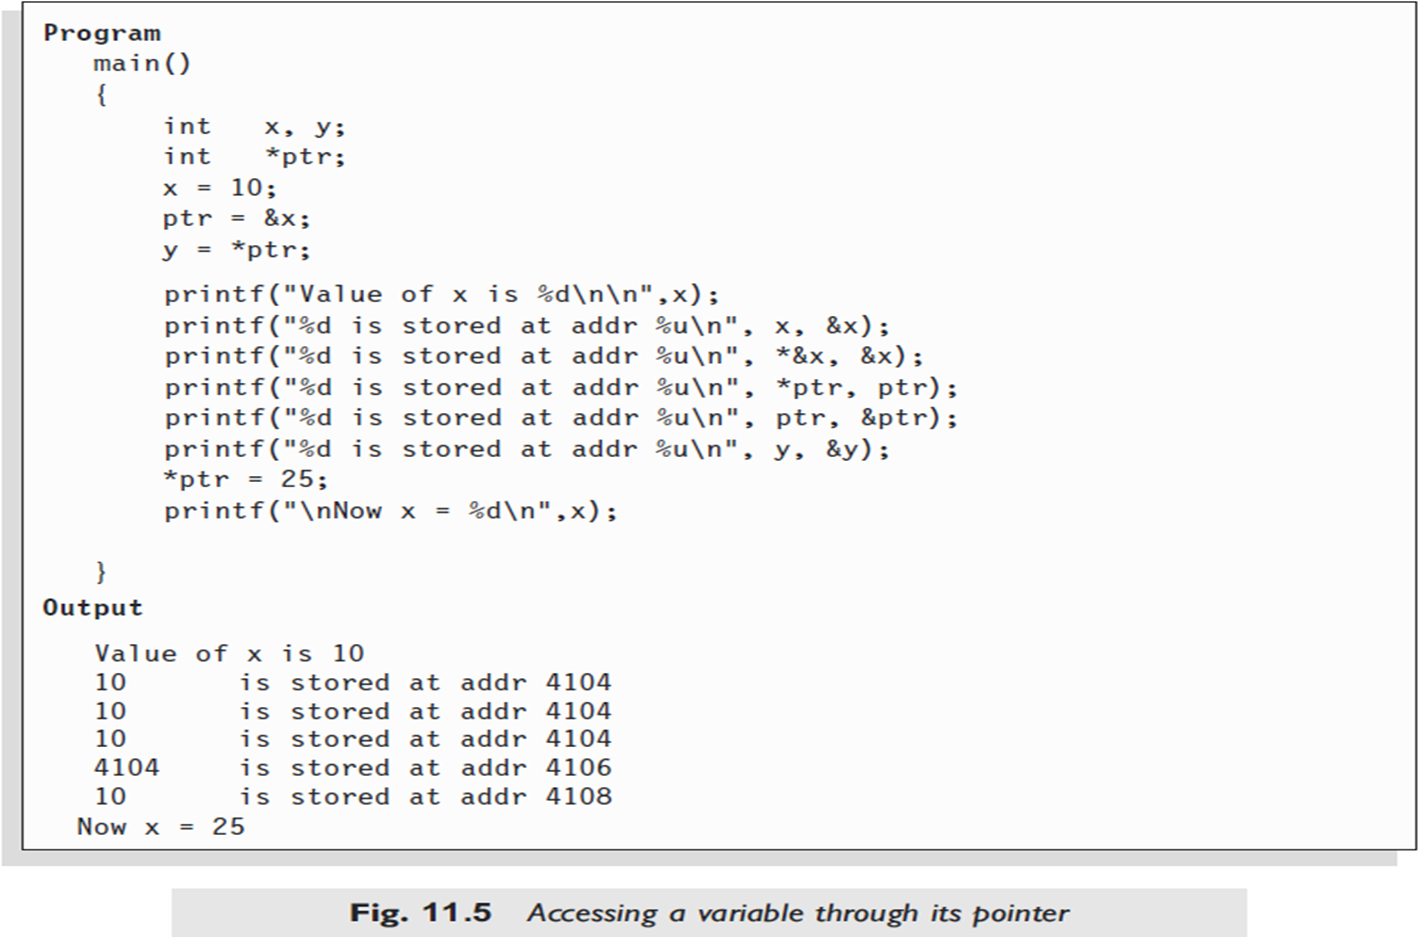 Program
main()
{
int x, y;
int *ptr;
x = 10;
ptr = &x;
y = *ptr;
printf("Value of x is %d\n\n",x);
printf("%d is stored at addr %u\n", x, &x);
printf("%d is stored at addr %u\n", *&x, &x);
printf("%d is stored at addr %u\n", *ptr, ptr);
printf("%d is stored at addr %u\n", ptr, &ptr);
printf("%d is stored at addr %u\n", y, &y);
*ptr = 25;
printf("\nNow x = %d\n",x);
}
Output
Value of x is 10
10 is stored at addr 4104
10 is stored at addr 4104
10 is stored at addr 4104
4104 is stored at addr 4106
10 is stored at addr 4108
Now x = 25
Fig. 11.5 Accessing a variable through its pointer